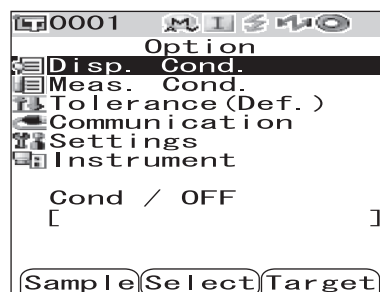 0001 M I
Option
Disp. Cond.
Meas. Cond.
Tolerance(Def.)
Communication
Settings
Instrument
Cond / OFF
[ ]
Sample Select Target